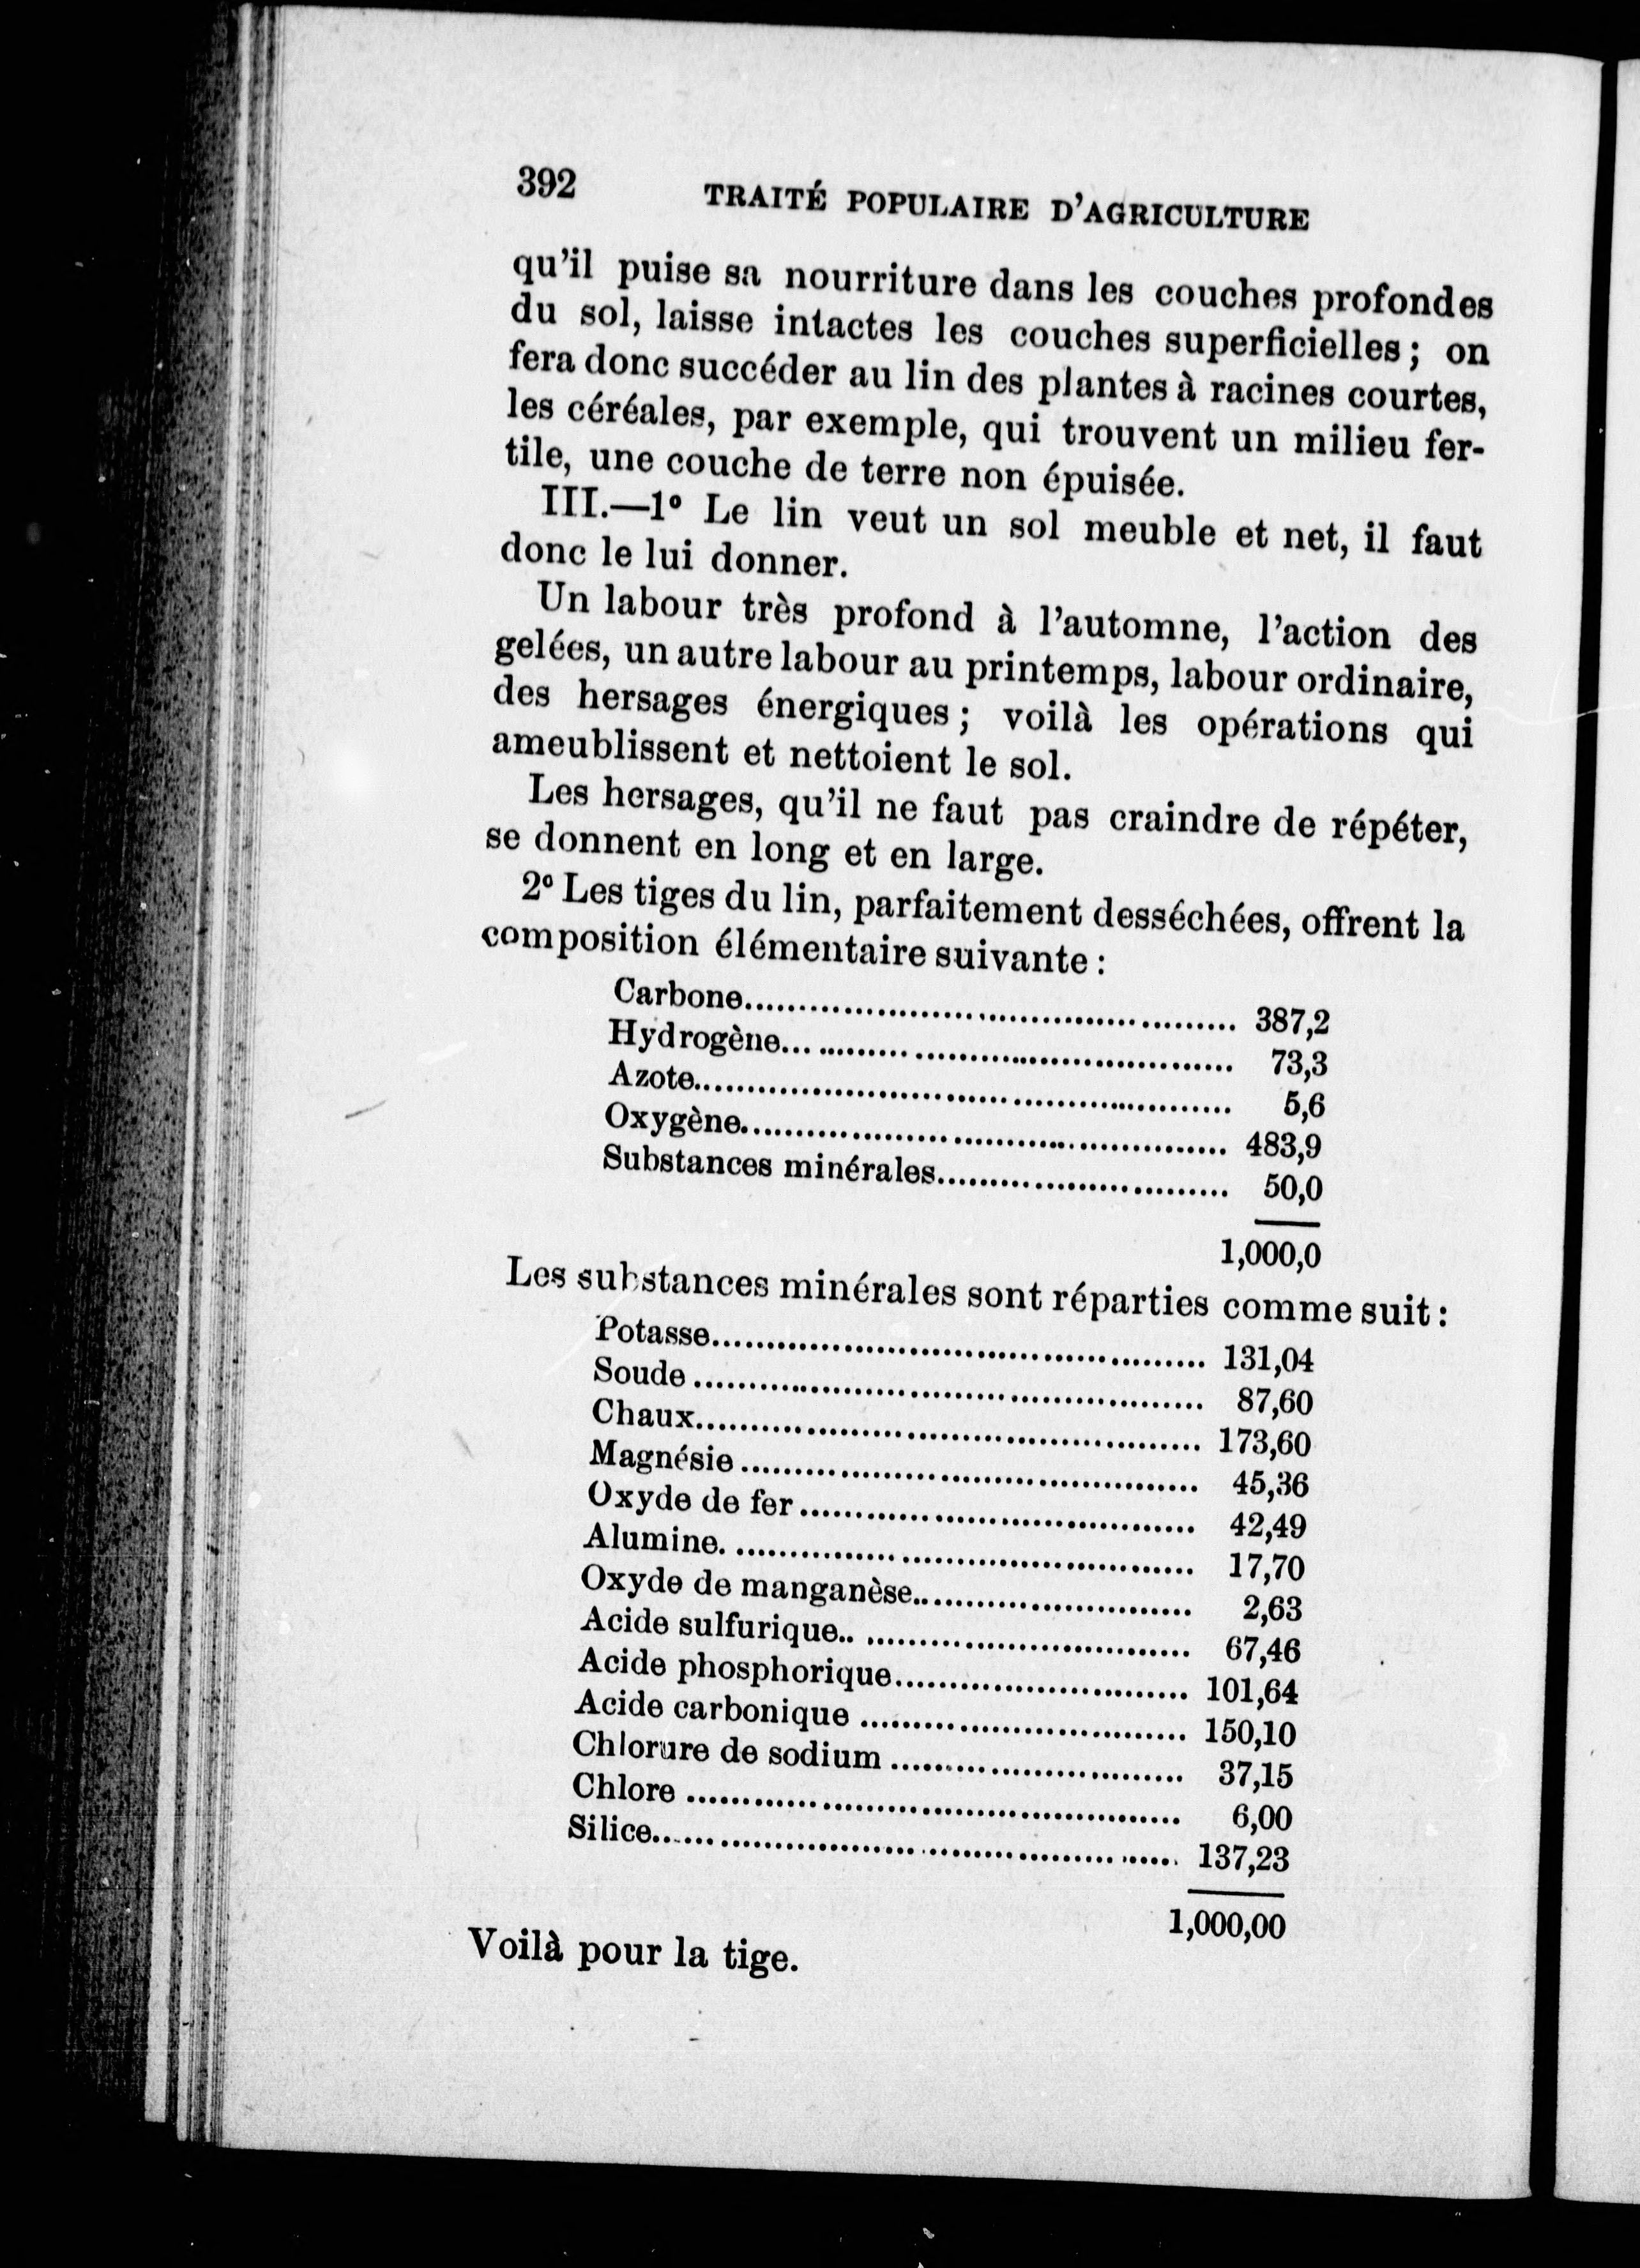 392 TRAITÉ POPULAIRE D'AGRICULTURE
qu'il puise sa nourriture dans les couches profondes
du sol, laisse intactes les couches superficielles ; on
fera donc succéder au lin des plantes à racines courtes,
les céréales, par exemple, qui trouvent un milieu fer-
tile, une couche de terre non épuisée.
III.—1º Le lin veut un sol meuble et net, il faut
donc le lui donner.
Un labour très profond à l'automne, l'action des
gelées, un autre labour au printemps, labour ordinaire,
des hersages énergiques ; voilà les opérations qui
ameublissent et nettoient le sol.
Les hersages, qu'il ne faut pas craindre de répéter,
se donnent en long et en large.
2º Les tiges du lin, parfaitement desséchées, offrent la
composition élémentaire suivante :
Carbone........................................ 387,2
Hydrogène........................................ 73,3
Azote........................................ 5,6
Oxygène........................................ 483,9
Substances minérales............................ 50,0
1,000,0
Les substances minérales sont réparties comme suit :
Potasse........................................ 131,04
Soude ........................................ 87,60
Chaux........................................ 173,60
Magnésie ........................................ 45,36
Oxyde de fer .................................... 42,49
Alumine. ........................................ 17,70
Oxyde de manganèse............................ 2,63
Acide sulfurique.. .............................. 67,46
Acide phosphorique............................ 101,64
Acide carbonique .............................. 150,10
Chlorure de sodium ............................ 37,15
Chlore ........................................ 6,00
Silice........................................ 137,23
1,000,00
Voilà pour la tige.